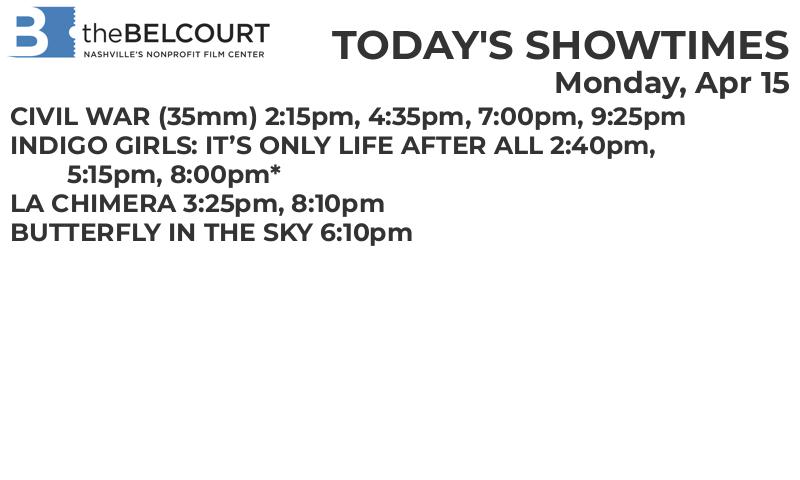 B theBELCOURT
NASHVILLE'S NONPROFIT FILM CENTER
TODAY'S SHOWTIMES
Monday, Apr 15
CIVIL WAR (35mm) 2:15pm, 4:35pm, 7:00pm, 9:25pm
INDIGO GIRLS: IT’S ONLY LIFE AFTER ALL 2:40pm,
5:15pm, 8:00pm*
LA CHIMERA 3:25pm, 8:10pm
BUTTERFLY IN THE SKY 6:10pm